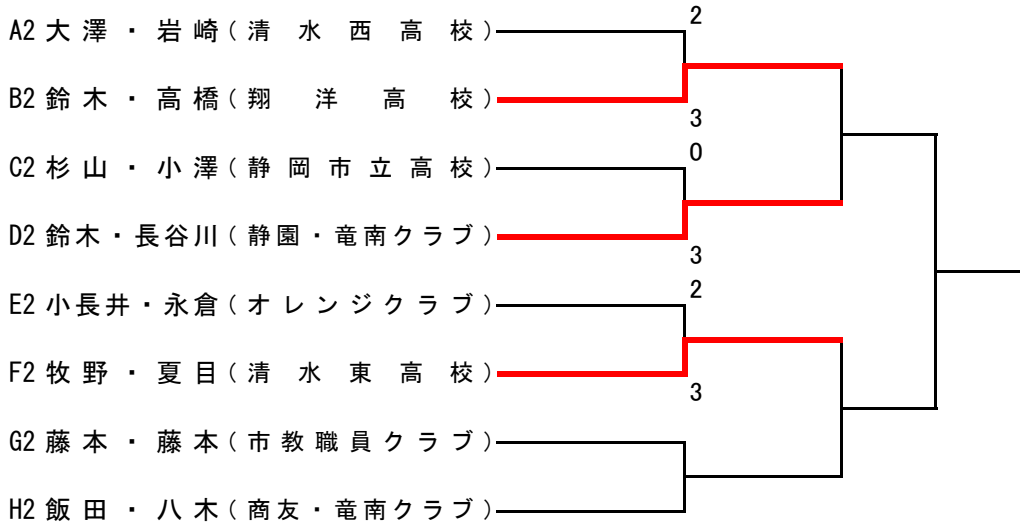 2
A2 大澤・岩崎(清水西高校)
B2 鈴木・高橋(翔洋高校)
3
0
C2 杉山・小澤(静岡市立高校)
D2 鈴木・長谷川(静園・竜南クラブ)
3
2
E2 小長井・永倉(オレンジクラブ)
F2 牧野・夏目(清水東高校)
3
G2 藤本・藤本(市教職員クラブ)
H2 飯田・八木(商友・竜南クラブ)